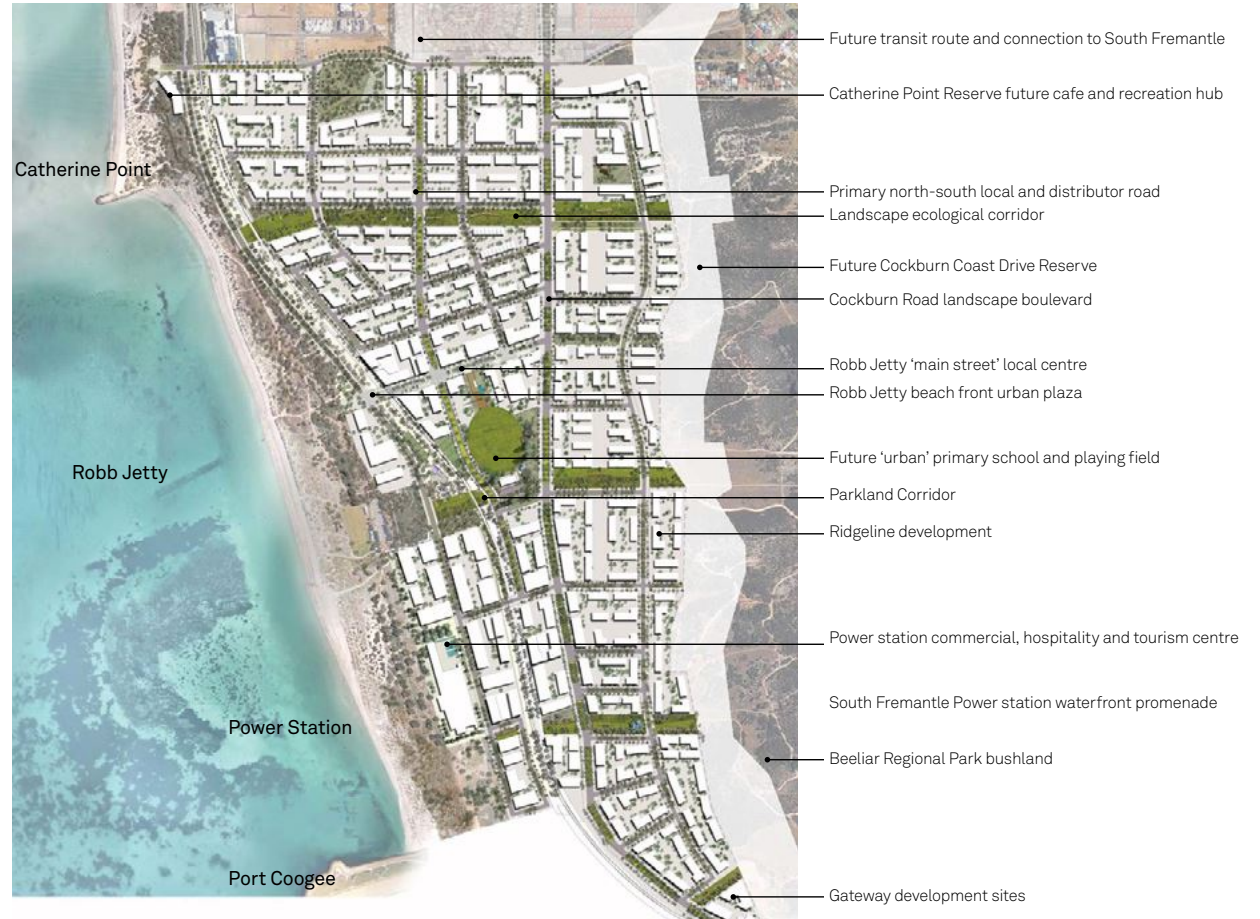 Future transit route and connection to South Fremantle
Catherine Point Reserve future cafe and recreation hub
Catherine Point
Primary north-south local and distributor road
Landscape ecological corridor
Future Cockburn Coast Drive Reserve
Cockburn Road landscape boulevard
Robb Jetty ‘main street’ local centre
Robb Jetty beach front urban plaza
Robb Jetty
Future ‘urban’ primary school and playing field
Parkland Corridor
Ridgeline development
Power station commercial, hospitality and tourism centre
South Fremantle Power station waterfront promenade
Power Station
Beeliar Regional Park bushland
Port Coogee
Gateway development sites